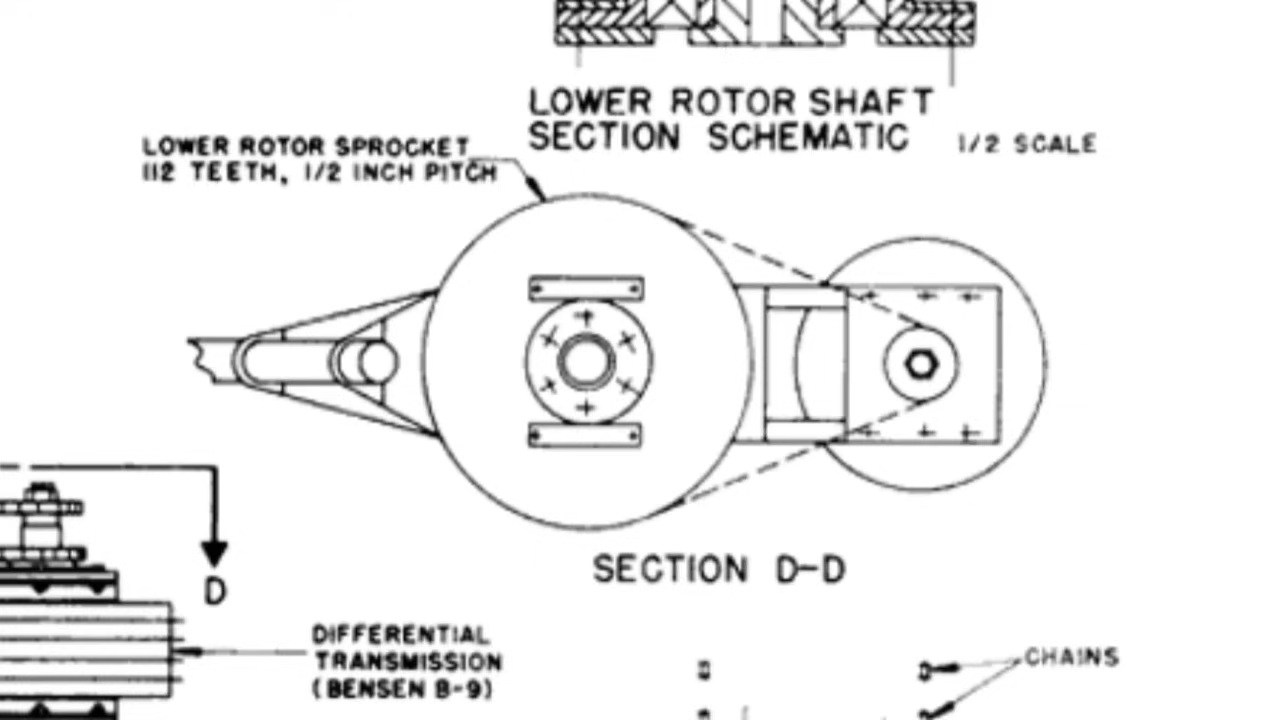 LOWER ROTOR SHAFT
SECTION SCHEMATIC 1/2 SCALE
LOWER ROTOR SPROCKET
112 TEETH, 1/2 INCH PITCH
SECTION D-D
D
DIFFERENTIAL
TRANSMISSION
(BENSEN B-9)
CHAINS